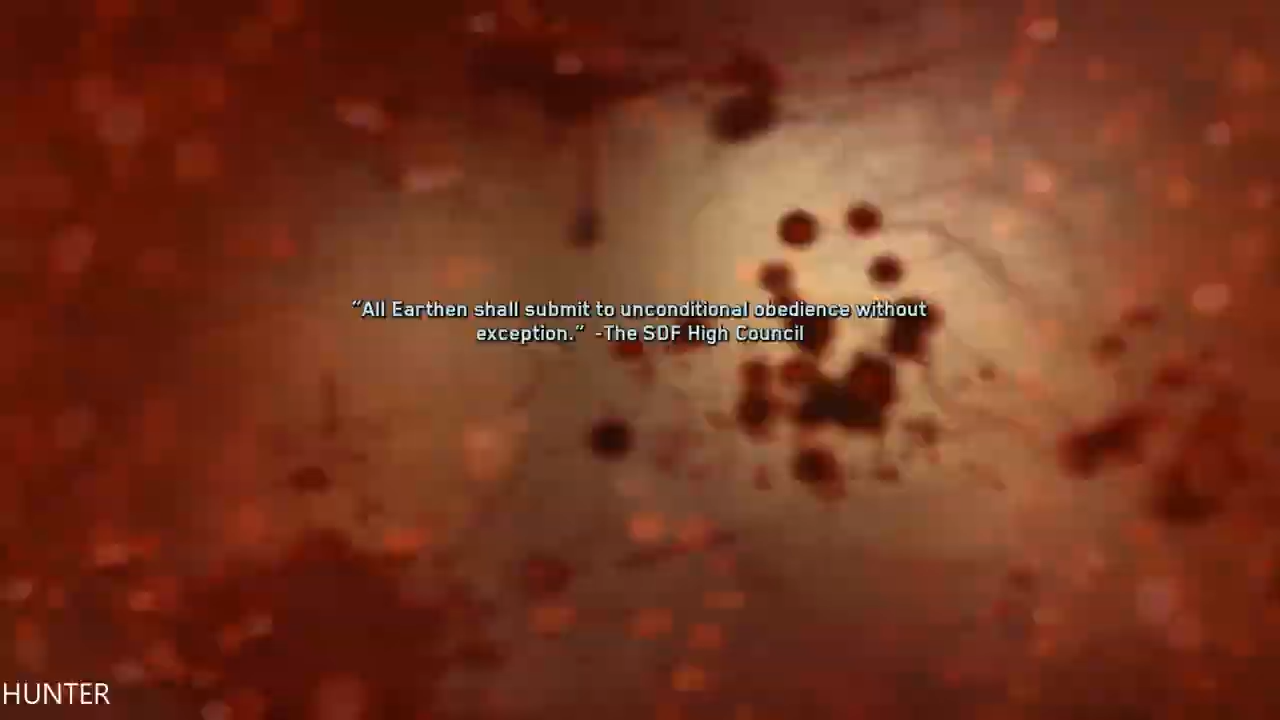 “All Earthen shall submit to unconditional obedience without
exception.” -The SDF High Council
HUNTER